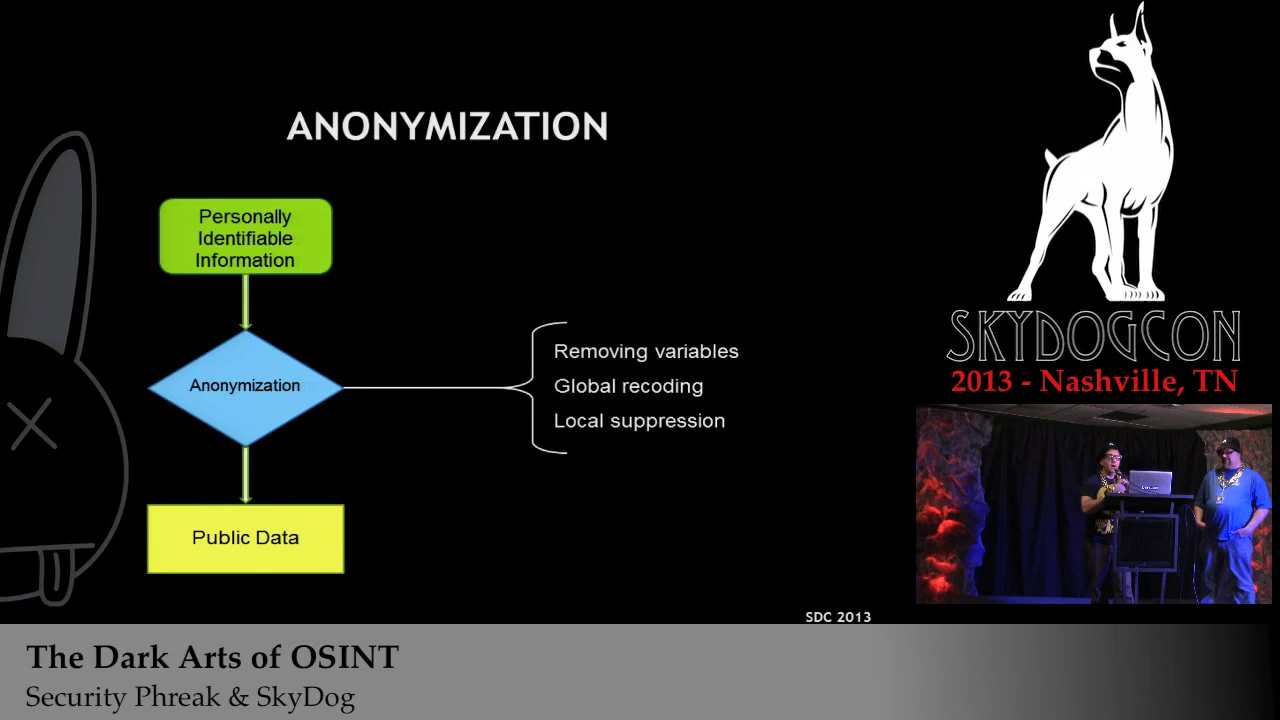 ANONYMIZATION
Personally
Identifiable
Information
Anonymization
Removing variables
Global recoding
Local suppression
Public Data
SDC 2013
SKYDOGCON
2013 - Nashville, TN
The Dark Arts of OSINT
Security Phreak & SkyDog